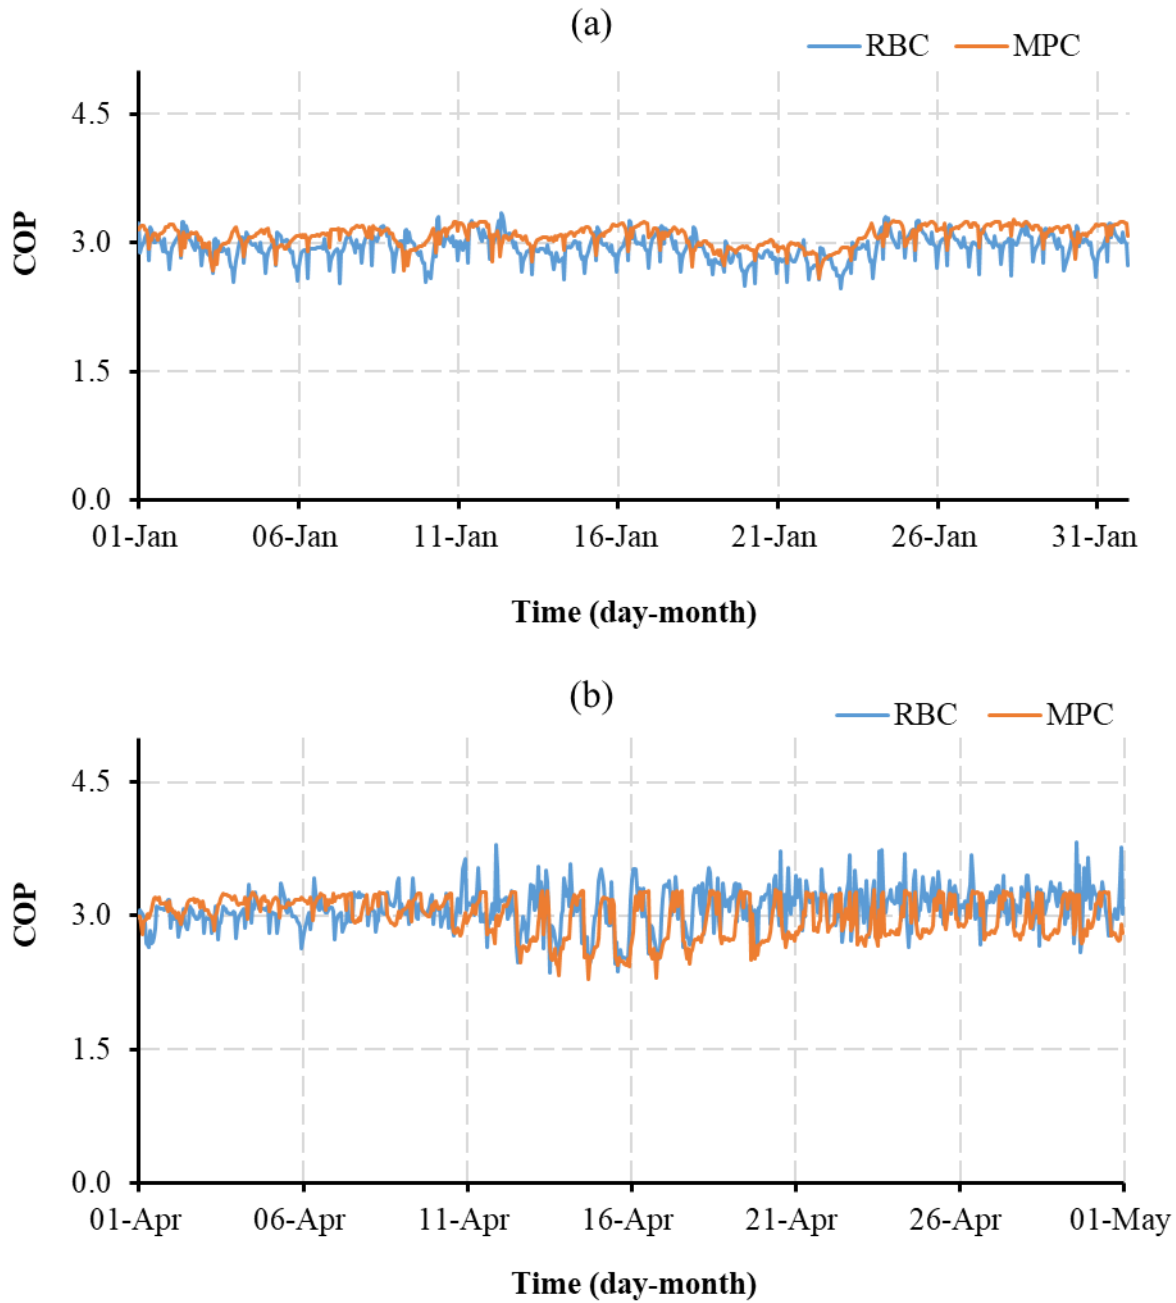 (a)
RBC MPC
4.5
3.0
1.5
0.0
COP
01-Jan 06-Jan 11-Jan 16-Jan 21-Jan 26-Jan 31-Jan
Time (day-month)
(b)
RBC MPC
4.5
3.0
1.5
0.0
COP
01-Apr 06-Apr 11-Apr 16-Apr 21-Apr 26-Apr 01-May
Time (day-month)